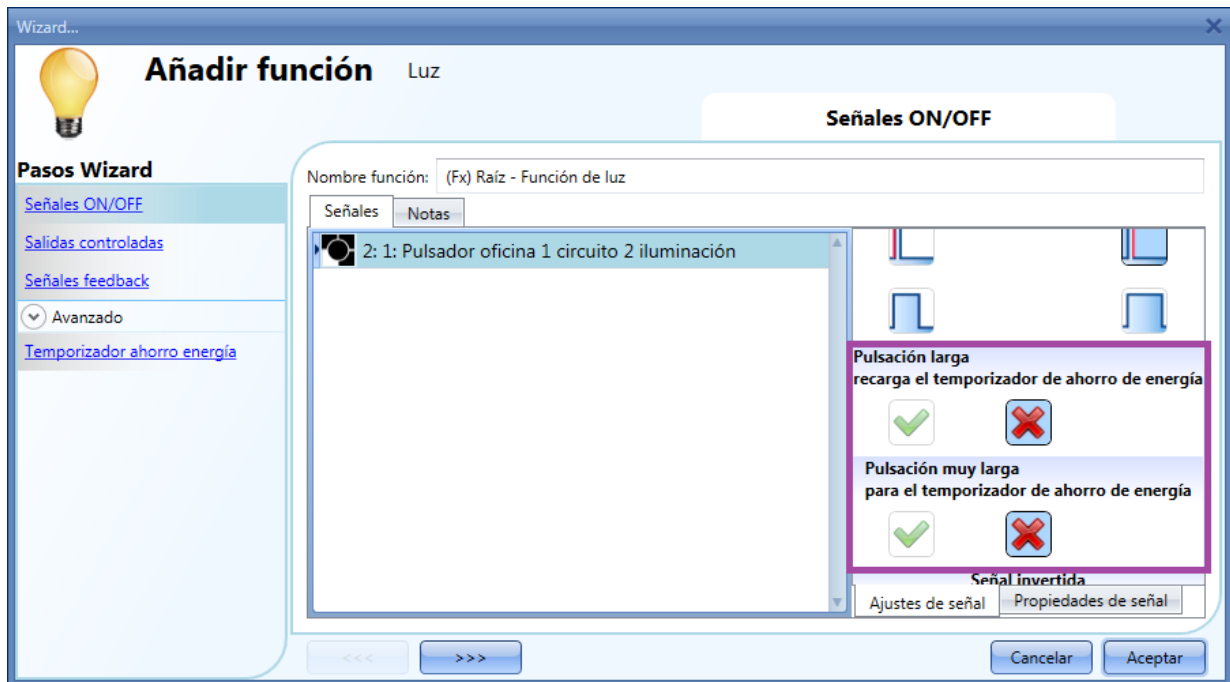 Wizard...
Añadir función Luz
Señales ON/OFF
Pasos Wizard
Señales ON/OFF
Salidas controladas
Señales feedback
Avanzado
Temporizador ahorro energía
Nombre función: (Fx) Raíz - Función de luz
Señales Notas
2: 1: Pulsador oficina 1 circuito 2 iluminación
Pulsación larga
recarga el temporizador de ahorro de energía
Pulsación muy larga
para el temporizador de ahorro de energía
Señal invertida
Ajustes de señal Propiedades de señal
<<< >>> Cancelar Aceptar